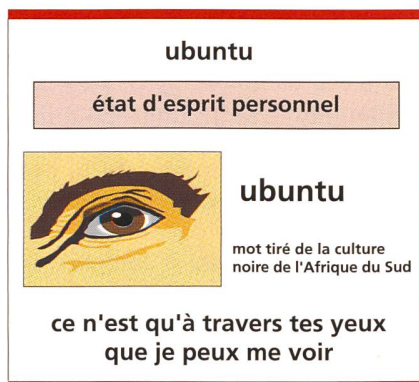 ubuntu
état d'esprit personnel
ubuntu
mot tiré de la culture
noire de l'Afrique du Sud
ce n'est qu'à travers tes yeux
que je peux me voir